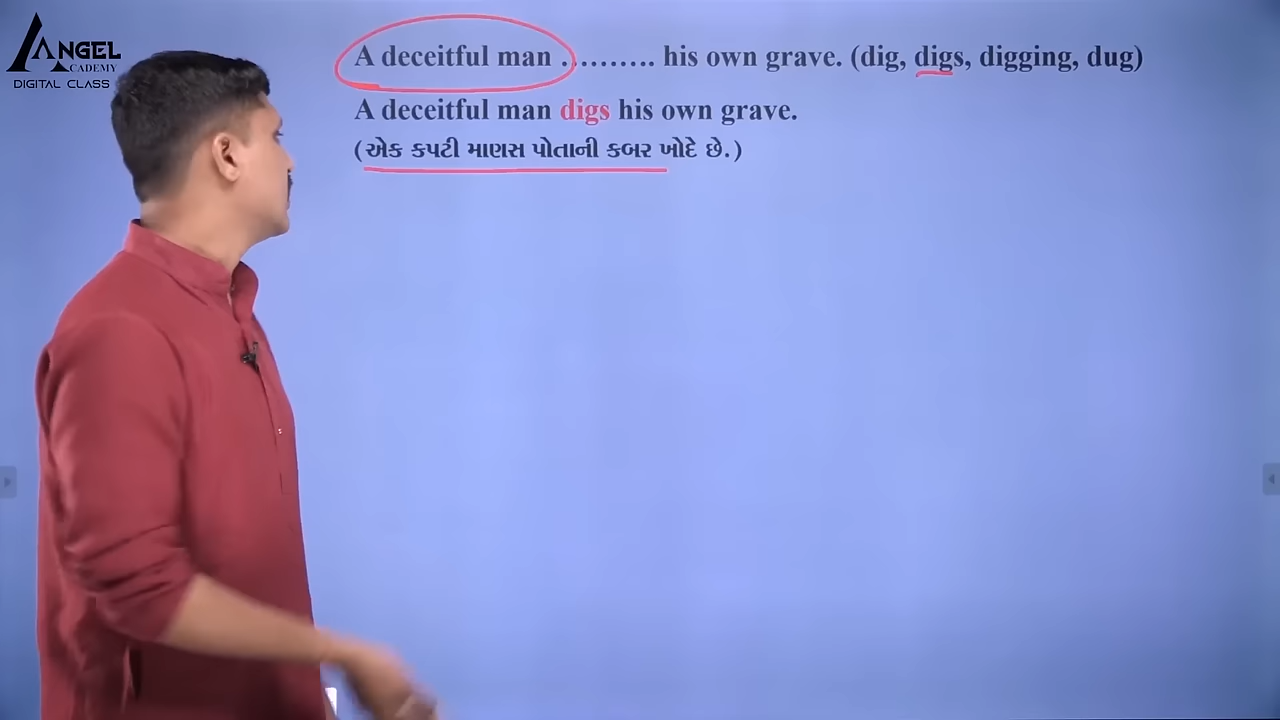 ANGEL
ACADEMY
DIGITAL CLASS
A deceitful man .......... his own grave. (dig, digs, digging, dug)
A deceitful man digs his own grave.
(એક કપટી માણસ પોતાની કબર ખોદે છે.)